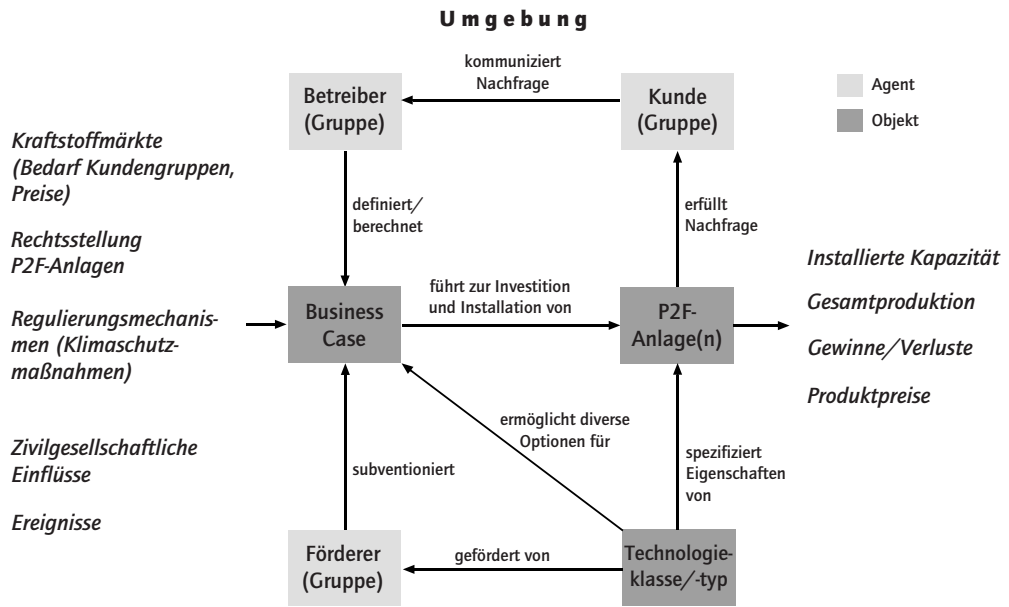 Umgebung
kommuniziert
Nachfrage
Betreiber
(Gruppe)
Kunde
(Gruppe)
Agent
Objekt
Kraftstoffmärkte
(Bedarf Kundengruppen,
Preise)
definiert/
berechnet
erfüllt
Nachfrage
Rechtsstellung
P2F-Anlagen
Regulierungsmechanis-
men (Klimaschutz-
maßnahmen)
Business
Case
führt zur Investition
und Installation von
P2F-
Anlage(n)
Installierte Kapazität
Gesamtproduktion
Gewinne/Verluste
Produktpreise
Zivilgesellschaftliche
Einflüsse
Ereignisse
subventioniert
ermöglicht diverse
Optionen für
spezifiziert
Eigenschaften
von
Förderer
(Gruppe)
gefördert von
Technologie-
klasse/-typ